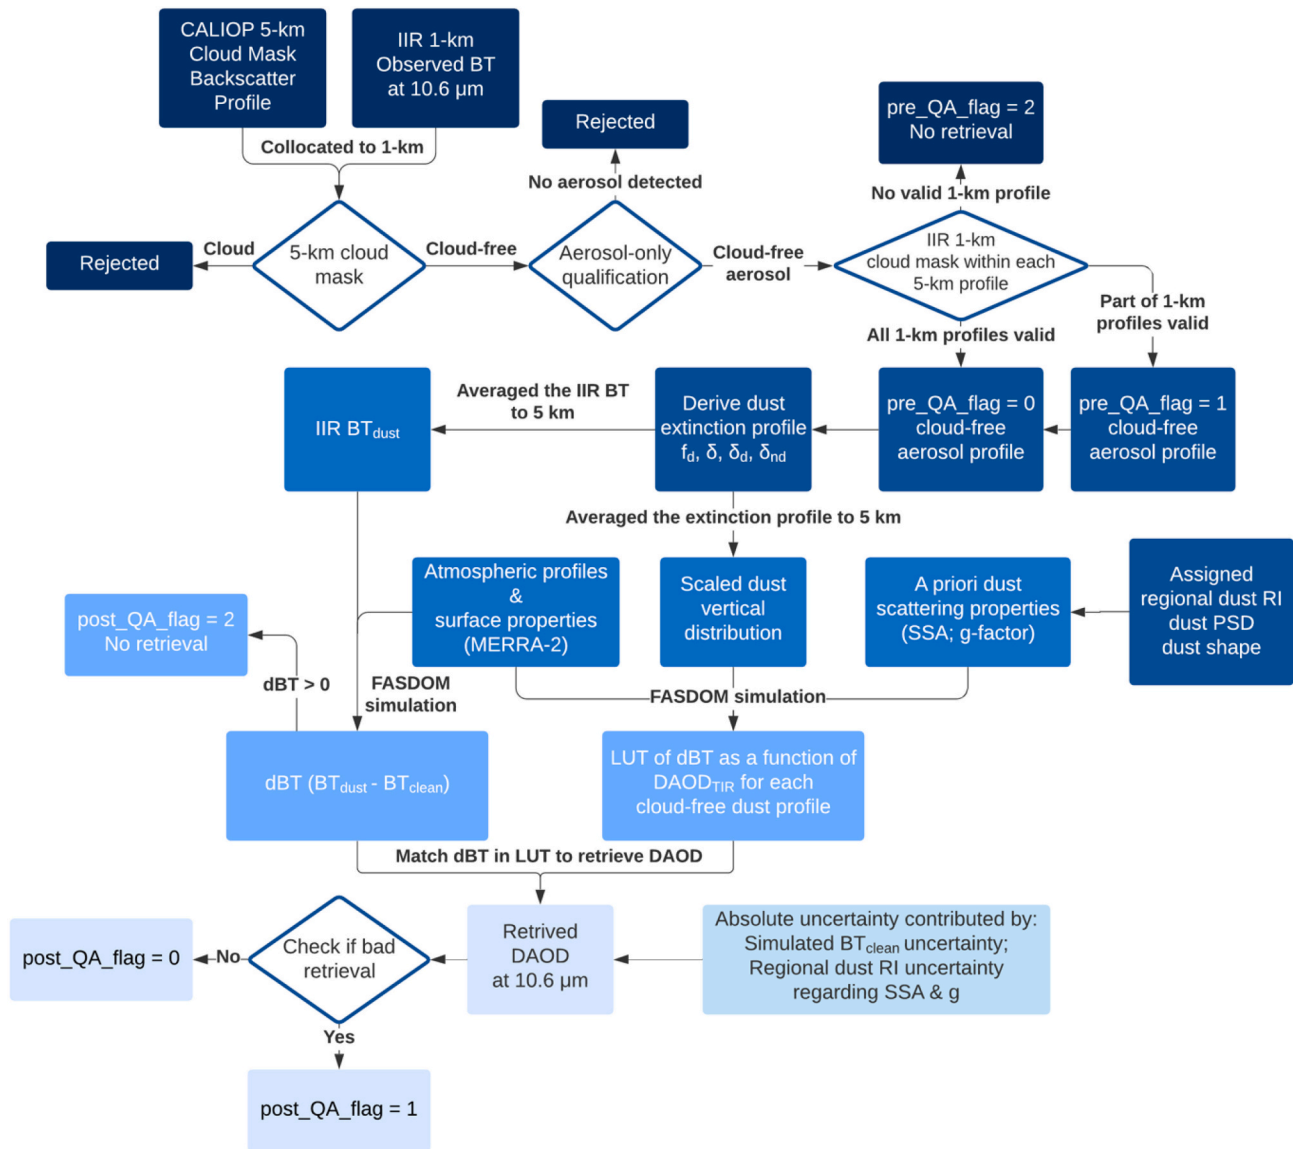 CALIOP 5-km
Cloud Mask
Backscatter
Profile
IIR 1-km
Observed BT
at 10.6 μm
Collocated to 1-km
Rejected
pre_QA_flag = 2
No retrieval
No aerosol detected
No valid 1-km profile
Rejected
Cloud
5-km cloud
mask
Cloud-free
Aerosol-only
qualification
Cloud-free
aerosol
IIR 1-km
cloud mask within each
5-km profile
Part of 1-km
profiles valid
All 1-km profiles valid
IIR BTdust
Averaged the IIR BT
to 5 km
Derive dust
extinction profile
fd, δ, δd, δnd
pre_QA_flag = 0
cloud-free
aerosol profile
pre_QA_flag = 1
cloud-free
aerosol profile
Averaged the extinction profile to 5 km
Atmospheric profiles
&
surface properties
(MERRA-2)
Scaled dust
vertical
distribution
A priori dust
scattering properties
(SSA; g-factor)
Assigned
regional dust RI
dust PSD
dust shape
post_QA_flag = 2
No retrieval
dBT > 0
FASDOM
simulation
FASDOM simulation
dBT (BTdust - BTclean)
LUT of dBT as a function of
DAODTIR for each
cloud-free dust profile
Match dBT in LUT to retrieve DAOD
post_QA_flag = 0
No
Check if bad
retrieval
Retrived
DAOD
at 10.6 μm
Absolute uncertainty contributed by:
Simulated BTclean uncertainty;
Regional dust RI uncertainty
regarding SSA & g
Yes
post_QA_flag = 1